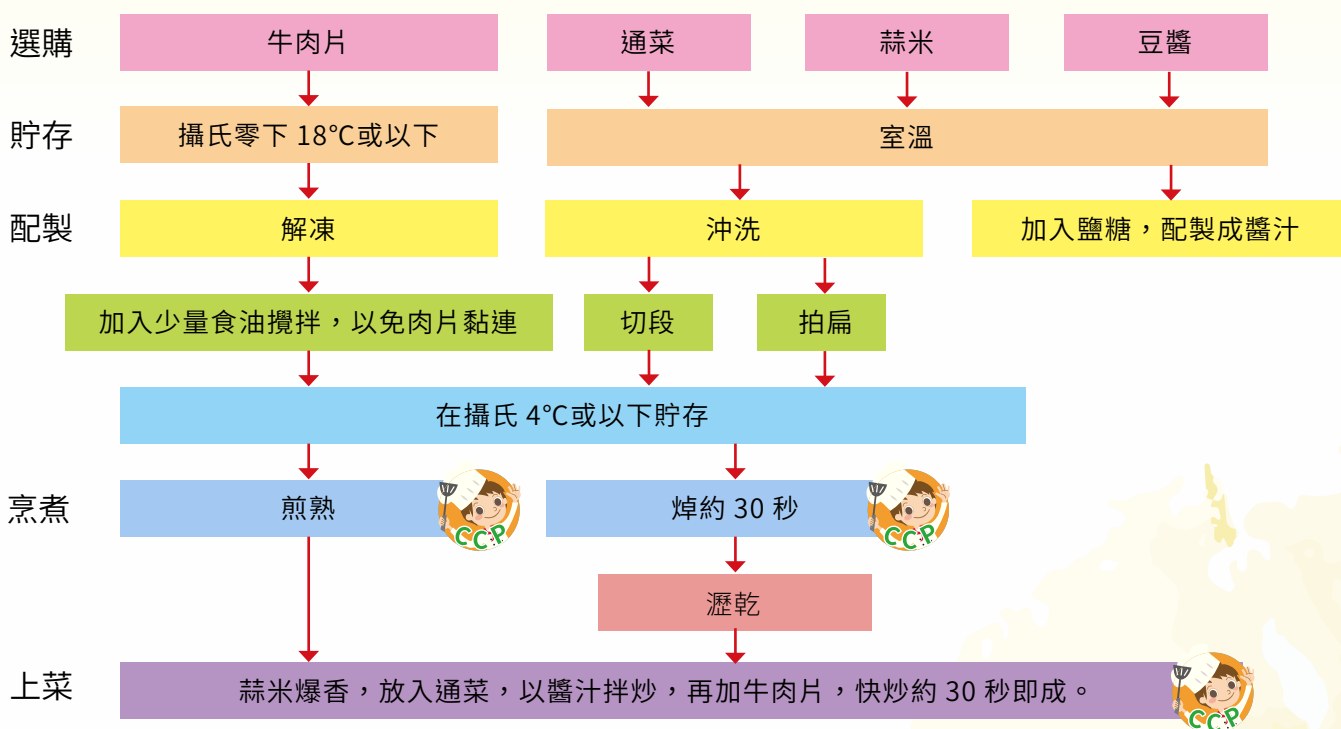 選購
牛肉片
通菜
蒜米
豆醬
貯存
攝氏零下 18℃或以下
室溫
配製
解凍
沖洗
加入鹽糖，配製成醬汁
加入少量食油攪拌，以免肉片黏連
切段
拍扁
在攝氏 4℃或以下貯存
烹煮
煎熟
CCP
焯約 30 秒
CCP
瀝乾
上菜
蒜米爆香，放入通菜，以醬汁拌炒，再加牛肉片，快炒約 30 秒即成。
CCP